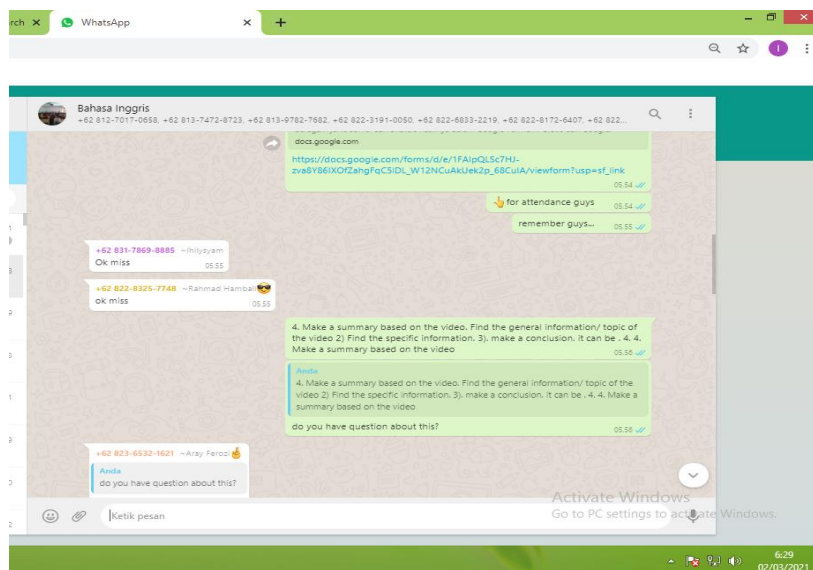 rch
WhatsApp
Bahasa Inggris
+62 812-7017-0658, +62 813-7472-8723, +62 813-9782-7682, +62 822-3191-0050, +62 822-6833-2219, +62 822-8172-6407, +62 822...
docs.google.com
https://docs.google.com/forms/d/e/1FAIpQLSc7HJ-
05.54
for attendance guys 05.54
remember guys... 05.55
+62 831-7869-8885 ~Ihilyzyam
Ok miss 05.55
+62 822-8325-7748 ~Rahmad Hambali
ok miss 05.55
4. Make a summary based on the video. Find the general information/ topic of
the video 2) Find the specific information. 3). make a conclusion. it can be . 4. 4.
Make a summary based on the video 05.56
Anda
4. Make a summary based on the video. Find the general information/ topic of the
video 2) Find the specific information. 3). make a conclusion. it can be . 4. 4. Make a
summary based on the video
do you have question about this? 05.56
+62 823-6532-1621 ~Aray Ferozi
Anda
do you have question about this?
Activate Windows
Ketik pesan
Go to PC settings to activate Windows.
6:29
02/03/2021